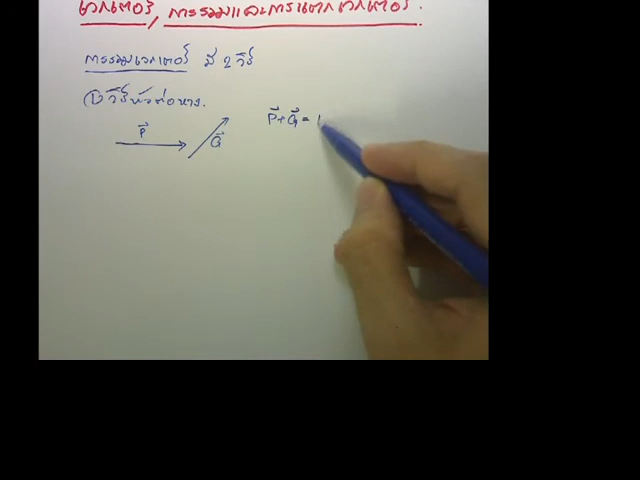 เวกเตอร์, การรวมและการแตกเวกเตอร์.
การรวมเวกเตอร์ มี 2 วิธี
① วิธีหัวต่อหาง.
P⃗ Q⃗ P⃗+Q⃗ =